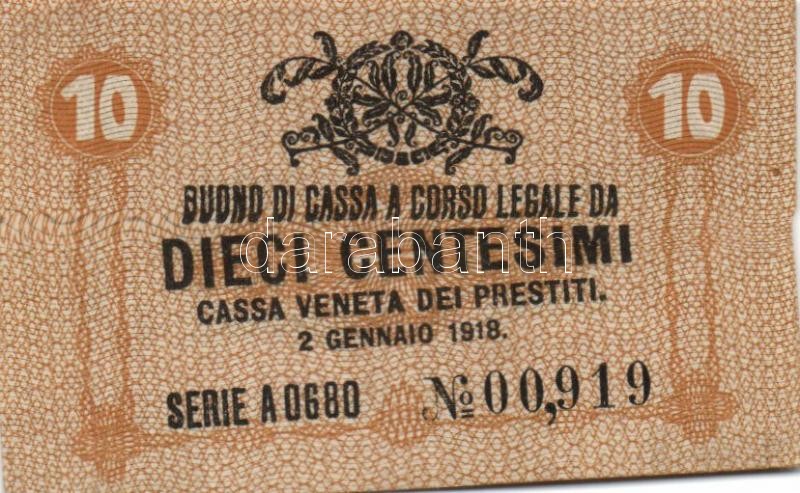 10 10
BUONO DI CASSA A CORSO LEGALE DA
DIECI CENTESIMI
darabanth
CASSA VENETA DEI PRESTITI.
2 GENNAIO 1918.
SERIE A 0680 No 00,919